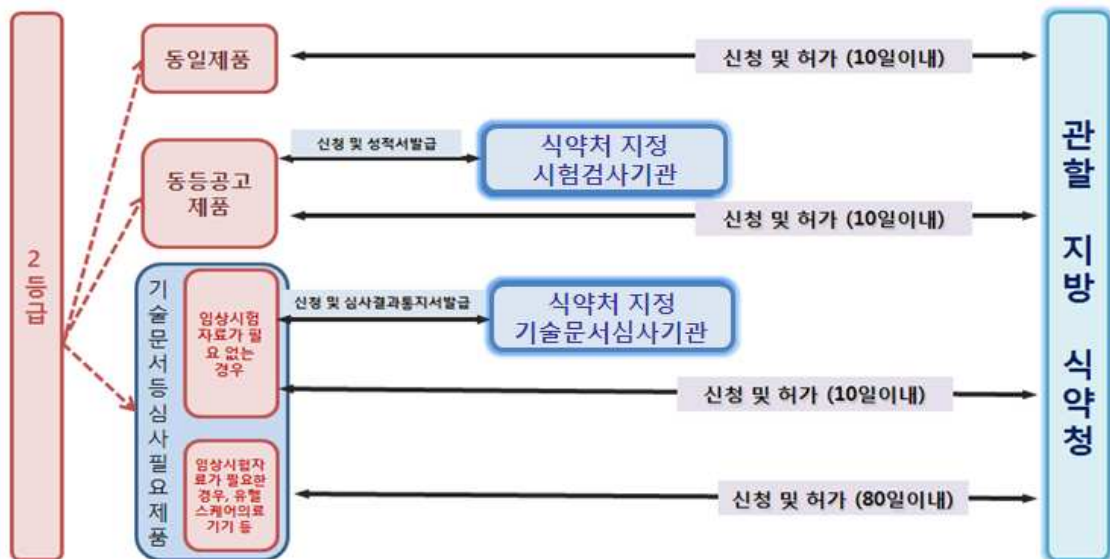 2등급
동일제품
신청 및 허가 (10일이내)
동등공고
제품
신청 및 성적서발급
식약처 지정
시험검사기관
신청 및 허가 (10일이내)
기술문서등심사필요제품
임상시험
자료가 필
요 없는
경우
신청 및 심사결과통지서발급
식약처 지정
기술문서심사기관
신청 및 허가 (10일이내)
임상시험자
료가 필요한
경우, 유헬
스케어의료
기기 등
신청 및 허가 (80일이내)
관할 지방 식약청